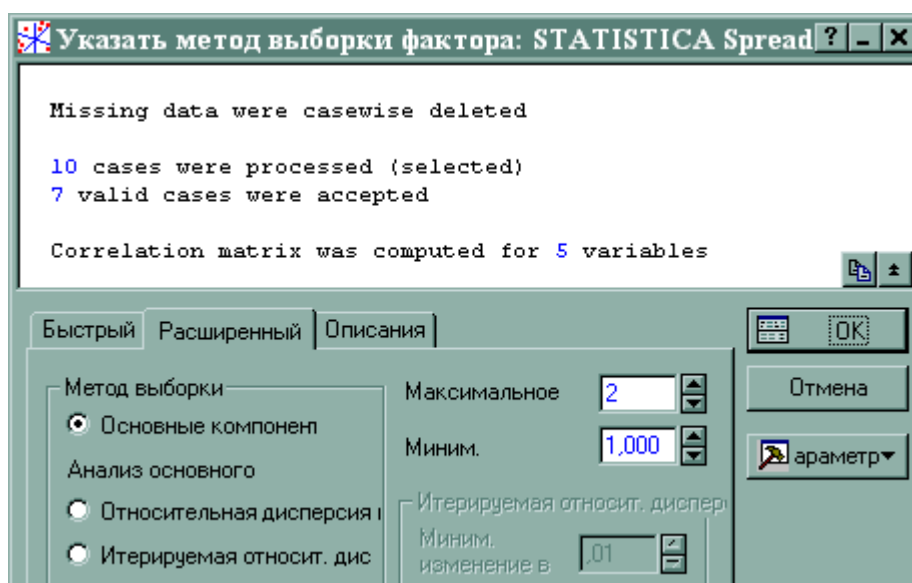 Указать метод выборки фактора: STATISTICA Spread
Missing data were casewise deleted
10 cases were processed (selected)
7 valid cases were accepted
Correlation matrix was computed for 5 variables
Быстрый Расширенный Описания
OK
Метод выборки
Максимальное 2
Отмена
Основные компонент
Миним. 1,000
араметр
Анализ основного
Относительная дисперсия
Итерируемая относит. диспер
Итерируемая относит. дис
Миним.
изменение в ,01